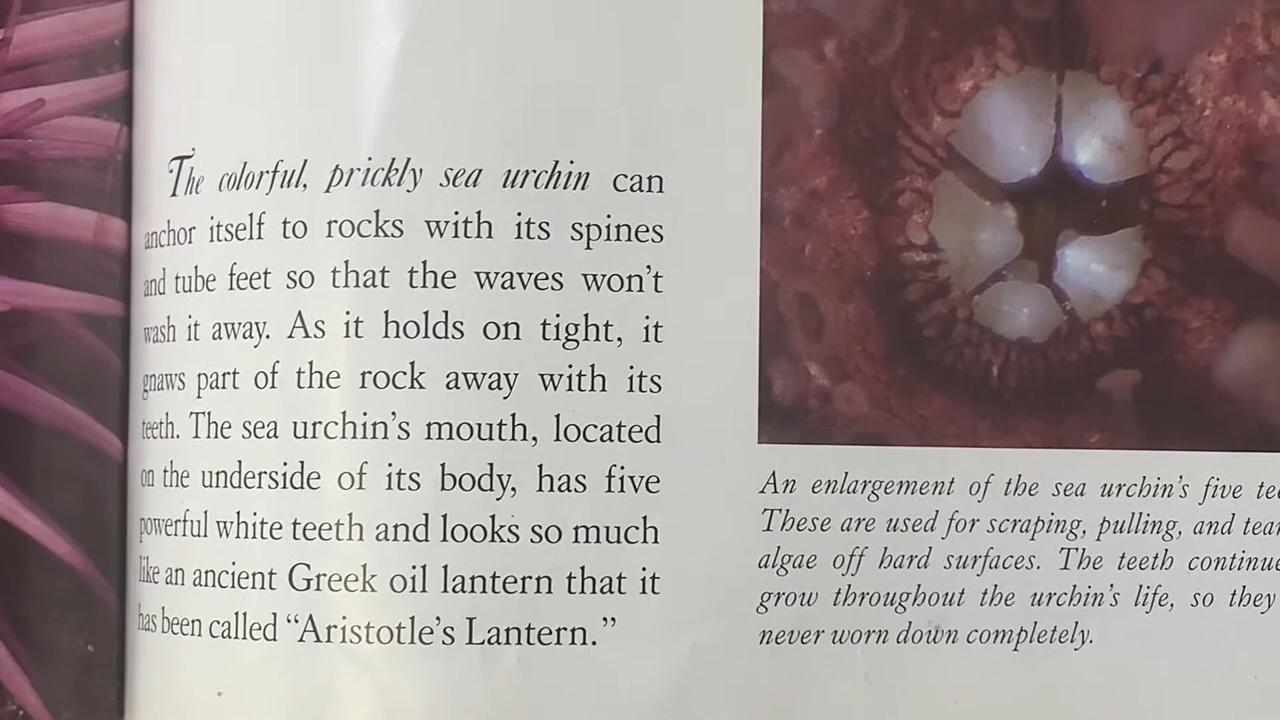 The colorful, prickly sea urchin can
anchor itself to rocks with its spines
and tube feet so that the waves won't
wash it away. As it holds on tight, it
gnaws part of the rock away with its
teeth. The sea urchin's mouth, located
on the underside of its body, has five
powerful white teeth and looks so much
like an ancient Greek oil lantern that it
has been called “Aristotle's Lantern.”
An enlargement of the sea urchin's five
These are used for scraping, pulling, and
algae off hard surfaces. The teeth
grow throughout the urchin's life, so they
never worn down completely.